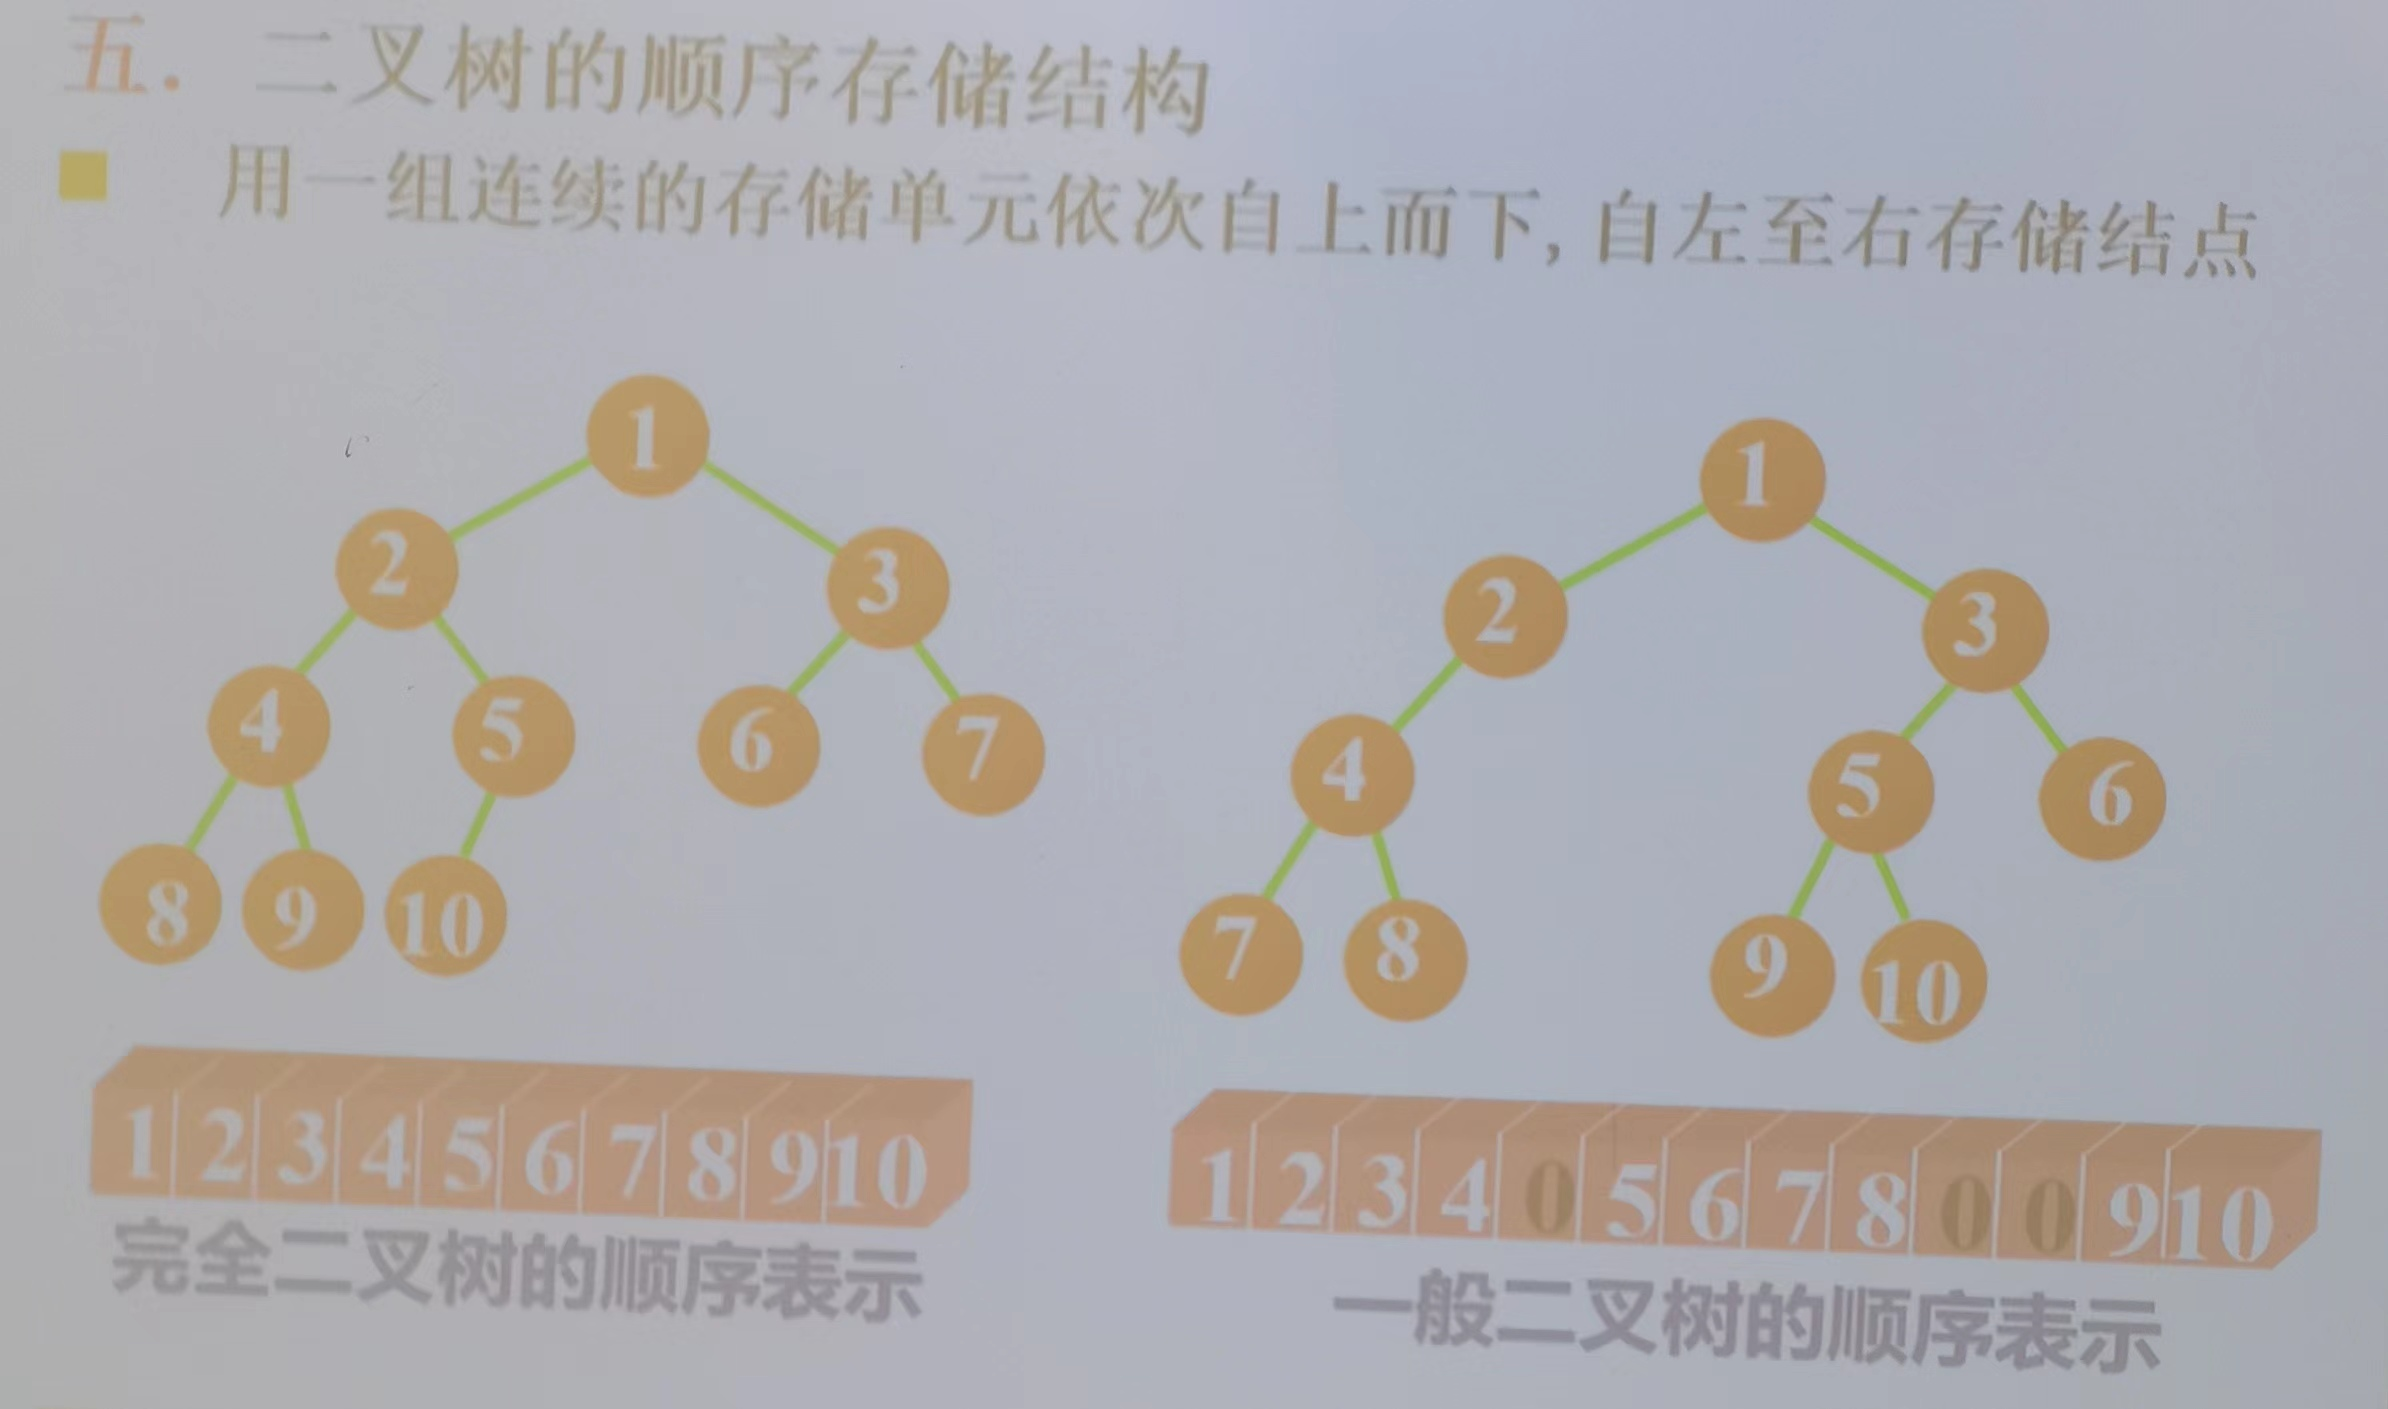 五. 二叉树的顺序存储结构
用一组连续的存储单元依次自上而下,自左至右存储结点
1
2 3
4 5 6 7
8 9 10
1 2 3 4 5 6 7 8 9 10
完全二叉树的顺序表示
1
2 3
4 5 6
7 8 9 10
1 2 3 4 0 5 6 7 8 0 0 9 10
一般二叉树的顺序表示